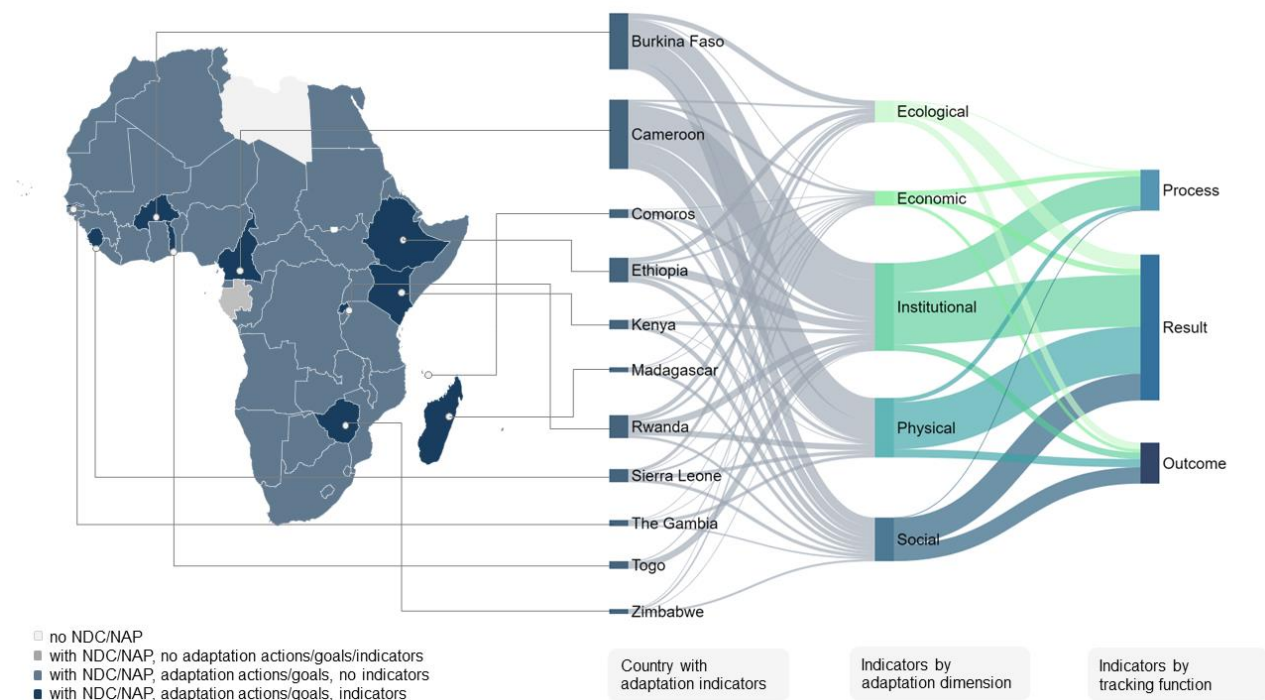 Burkina Faso
Cameroon
Comoros
Ethiopia
Kenya
Madagascar
Rwanda
Sierra Leone
The Gambia
Togo
Zimbabwe
Ecological
Economic
Institutional
Physical
Social
Process
Result
Outcome
no NDC/NAP
with NDC/NAP, no adaptation actions/goals/indicators
with NDC/NAP, adaptation actions/goals, no indicators
with NDC/NAP, adaptation actions/goals, indicators
Country with
adaptation indicators
Indicators by
adaptation dimension
Indicators by
tracking function